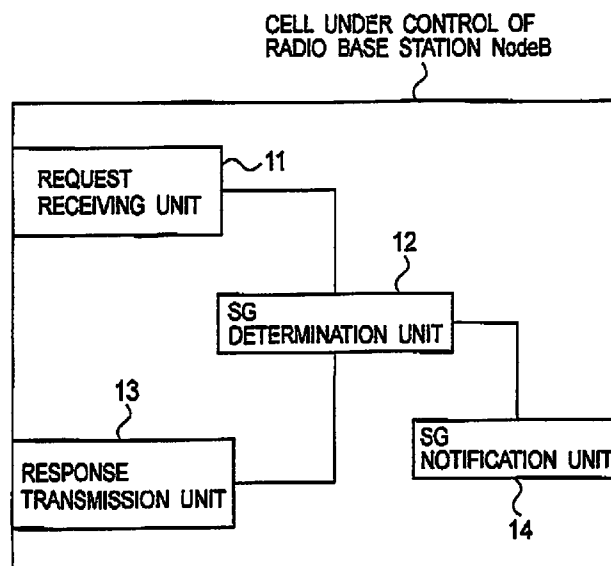 CELL UNDER CONTROL OF
RADIO BASE STATION NodeB
11
REQUEST
RECEIVING UNIT
12
SG
DETERMINATION UNIT
13
RESPONSE
TRANSMISSION UNIT
SG
NOTIFICATION UNIT
14